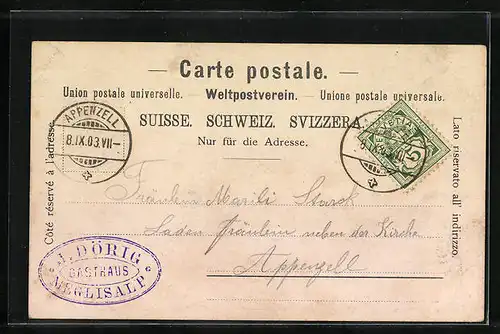 — Carte postale. —
Union postale universelle. — Weltpostverein. — Unione postale universale.
SUISSE. SCHWEIZ. SVIZZERA.
Nur für die Adresse.
Côté réservé à l'adresse.
Lato riservato all' indirizzo.
APPENZELL
8.IX.03.VII–
5
Fräulein Marili Starck
Laden Fräulein neben der Kirche
Appenzell
J. DÖRIG
GASTHAUS
MEGLISALP